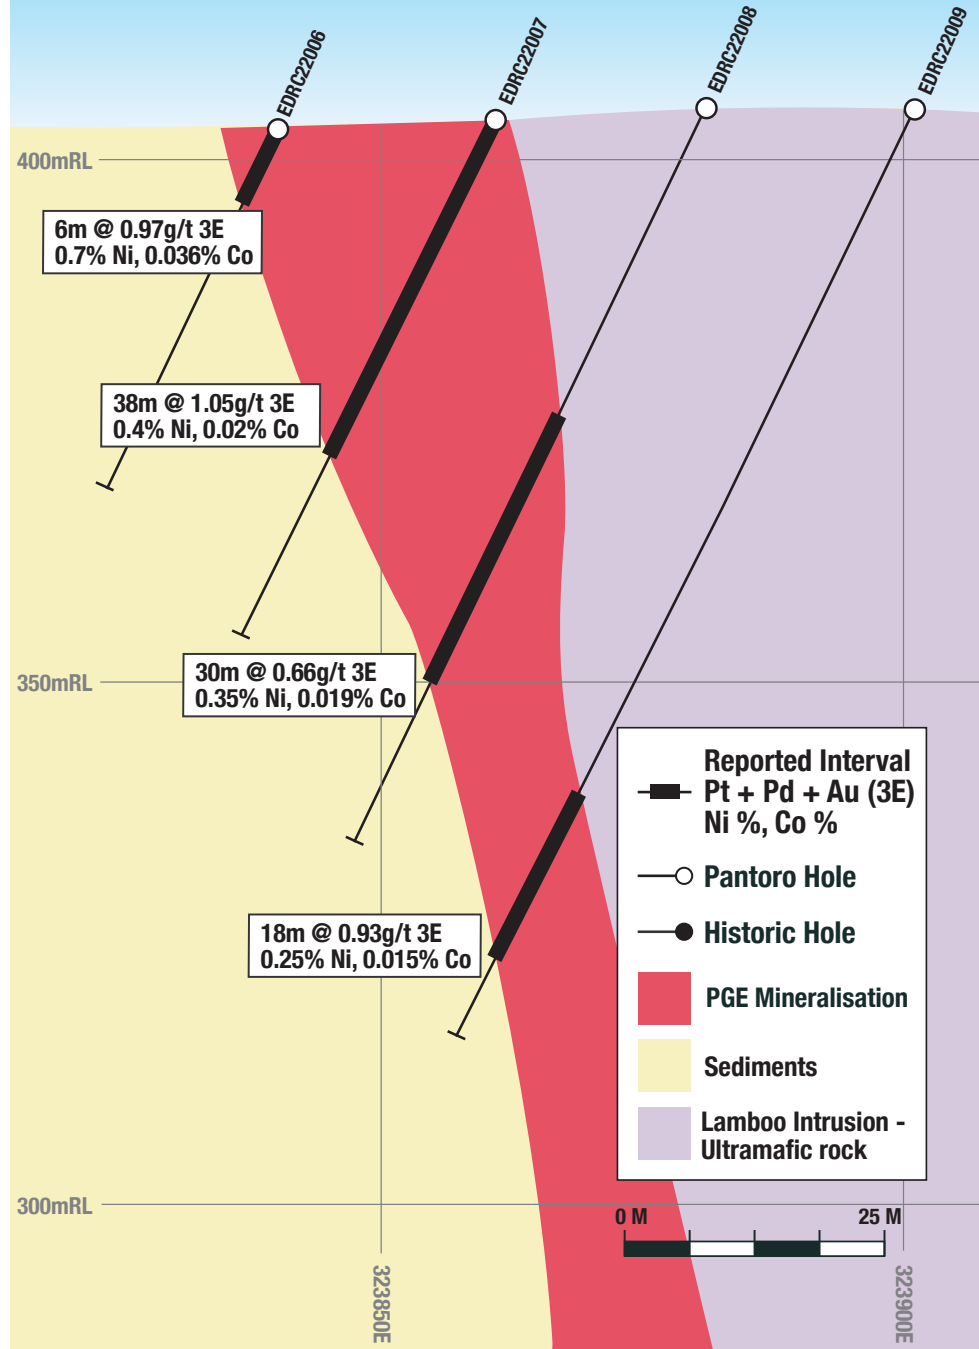 EDRC22006
EDRC22007
EDRC22008
EDRC22009
400mRL
6m @ 0.97g/t 3E
0.7% Ni, 0.036% Co
38m @ 1.05g/t 3E
0.4% Ni, 0.02% Co
350mRL
30m @ 0.66g/t 3E
0.35% Ni, 0.019% Co
18m @ 0.93g/t 3E
0.25% Ni, 0.015% Co
Reported Interval
Pt + Pd + Au (3E)
Ni %, Co %
Pantoro Hole
Historic Hole
PGE Mineralisation
Sediments
Lamboo Intrusion -
Ultramafic rock
300mRL
0 M 25 M
323850E
323900E